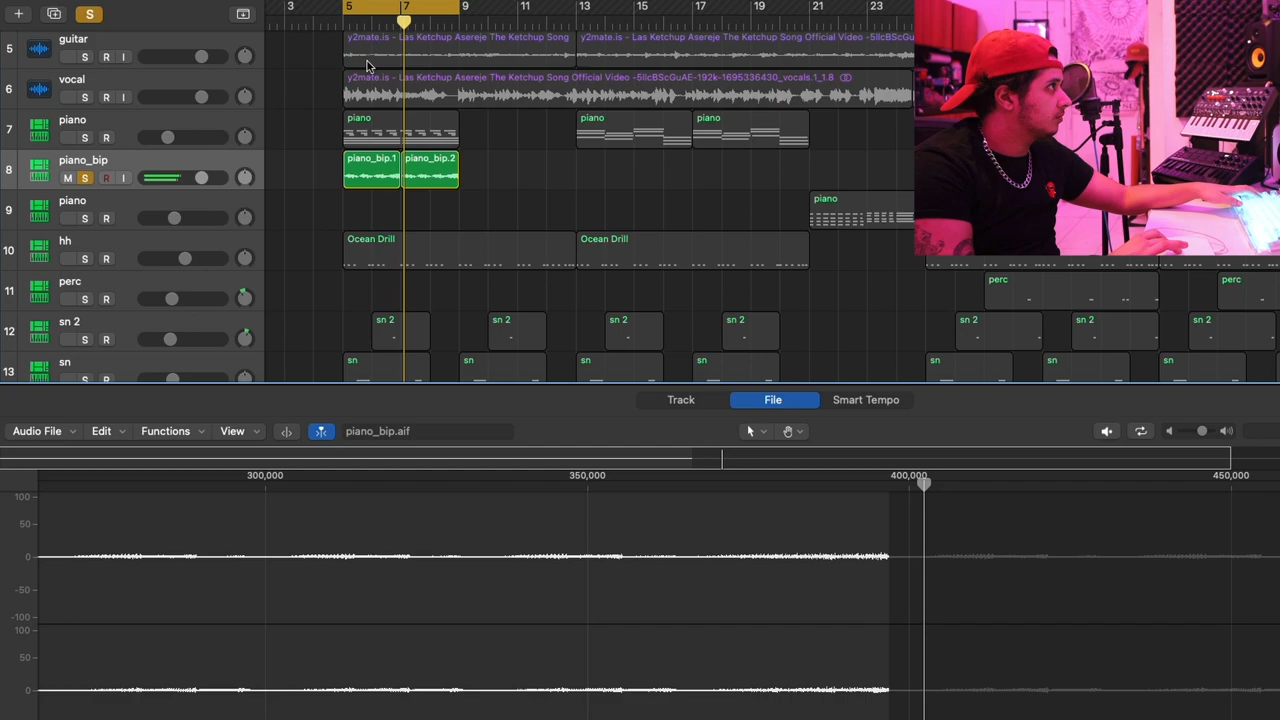 S
3 5 7 9 11 13 15 17 19 21 23
5 guitar
S R I
y2mate.is - Las Ketchup Asereje The Ketchup Song
y2mate.is - Las Ketchup Asereje The Ketchup Song Official Video -5IIcBScGu
6 vocal
S R I
y2mate.is - Las Ketchup Asereje The Ketchup Song Official Video -5IIcBScGuAE-192k-1695336430_vocals.1_1.8
7 piano
S R
piano piano piano
8 piano_bip
M S R I
piano_bip.1 piano_bip.2
9 piano
S R
piano
10 hh
S R
Ocean Drill Ocean Drill
11 perc
S R
perc perc
12 sn 2
S R
sn 2 sn 2 sn 2 sn 2 sn 2 sn 2 sn 2
13 sn
S R
sn sn sn sn sn sn sn
Track File Smart Tempo
Audio File Edit Functions View piano_bip.aif
300,000 350,000 400,000 450,000
100
50
0
-50
-100
100
50
0